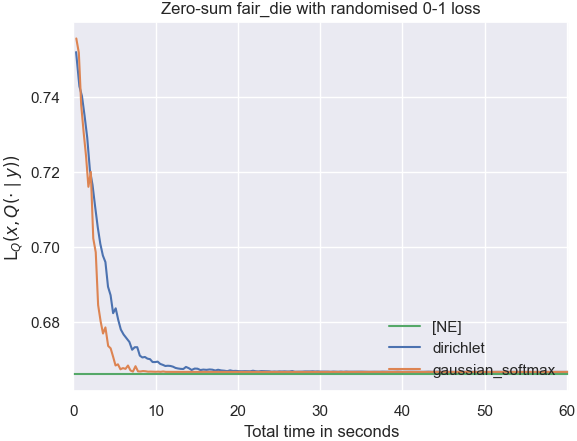 Zero-sum fair_die with randomised 0-1 loss
L_Q(x, Q(· | y))
0.74
0.72
0.70
0.68
[NE]
dirichlet
gaussian_softmax
0 10 20 30 40 50 60
Total time in seconds